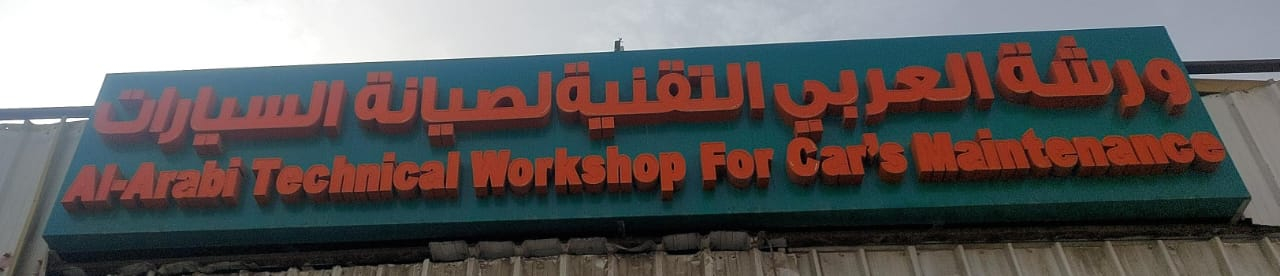 ورشة العربي التقنية لصيانة السيارات
Al-Arabi Technical Workshop For Car's Maintenance